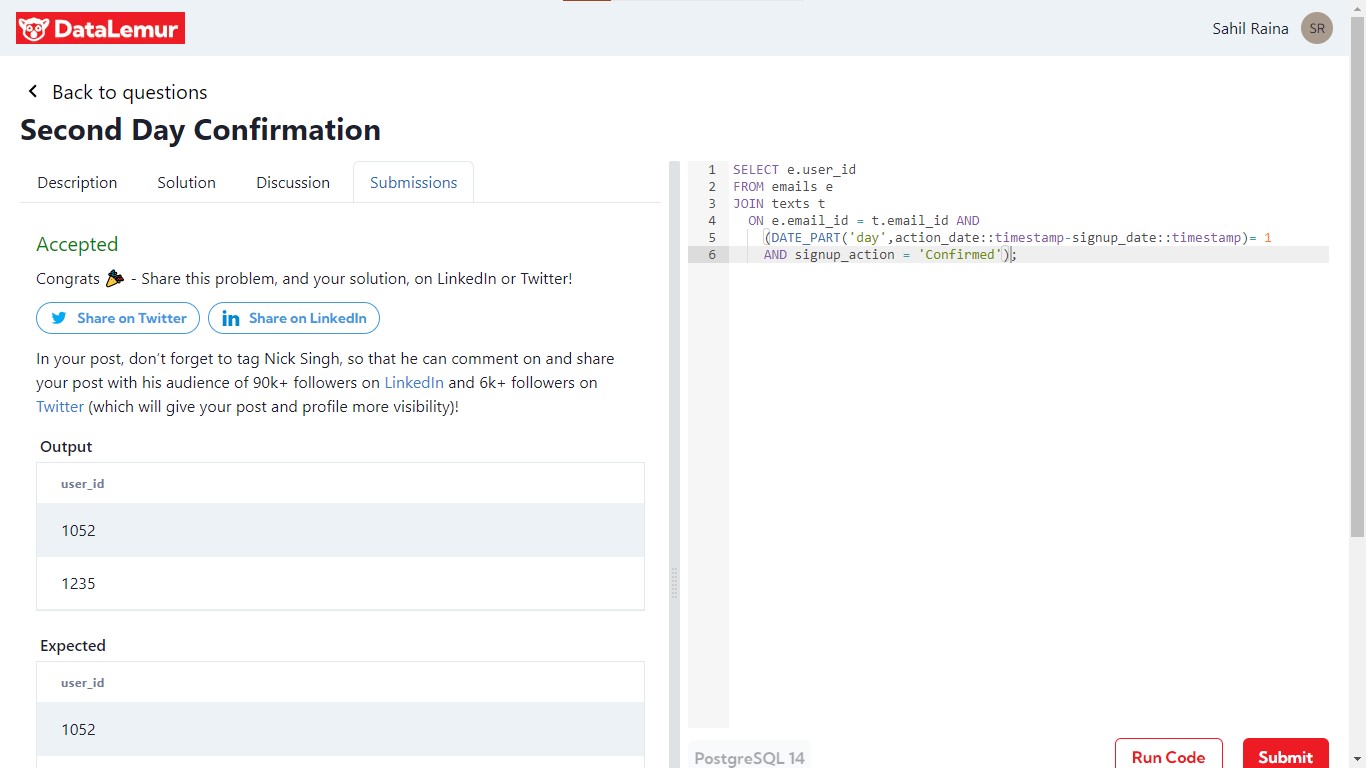 DataLemur
Sahil Raina SR
Back to questions
Second Day Confirmation
Description Solution Discussion Submissions
Accepted
Congrats 🎉 - Share this problem, and your solution, on LinkedIn or Twitter!
Share on Twitter Share on LinkedIn
In your post, don't forget to tag Nick Singh, so that he can comment on and share
your post with his audience of 90k+ followers on LinkedIn and 6k+ followers on
Twitter (which will give your post and profile more visibility)!
Output
user_id
1052
1235
Expected
user_id
1052
1 SELECT e.user_id
2 FROM emails e
3 JOIN texts t
4 ON e.email_id = t.email_id AND
5 (DATE_PART('day',action_date::timestamp-signup_date::timestamp)= 1
6 AND signup_action = 'Confirmed');
PostgreSQL 14
Run Code Submit